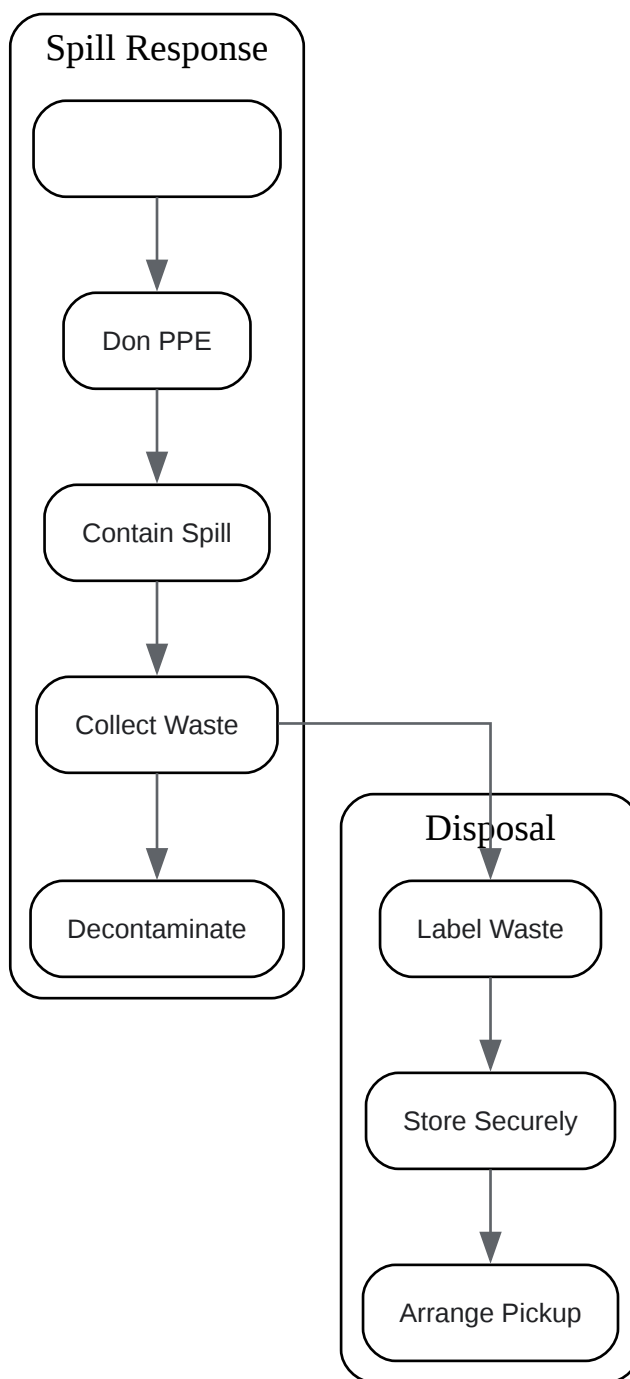 Spill Response
Don PPE
Contain Spill
Collect Waste
Decontaminate
Disposal
Label Waste
Store Securely
Arrange Pickup